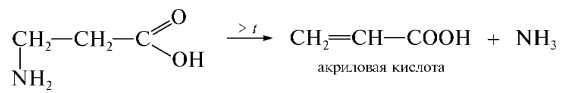 CH₂—CH₂—C O OH > t CH₂=CH—COOH + NH₃
NH₂
акриловая кислота